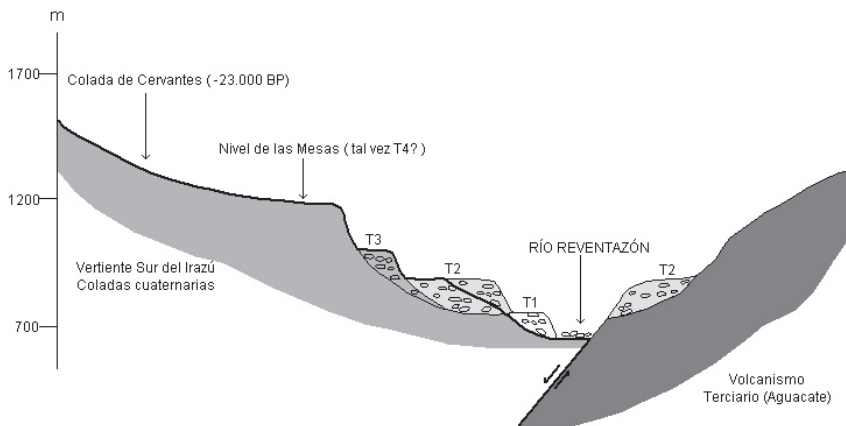 m
1700
Colada de Cervantes (-23.000 BP)
Nivel de las Mesas (tal vez T4?)
1200
T3
RÍO REVENTAZÓN
T2
T2
Vertiente Sur del Irazú
Coladas cuaternarias
T1
700
Volcanismo
Terciario (Aguacate)